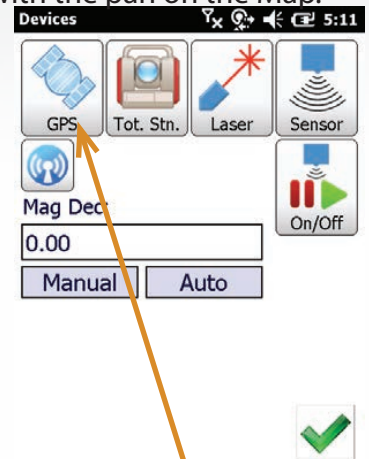 with the pan on the Map.
Devices 5:11
GPS Tot. Stn. Laser Sensor
Mag Dec:
On/Off
0.00
Manual Auto